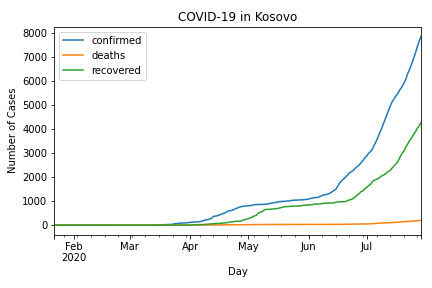 COVID-19 in Kosovo
confirmed
deaths
recovered
8000
7000
6000
5000
4000
3000
2000
1000
0
Number of Cases
Feb Mar Apr May Jun Jul
2020
Day